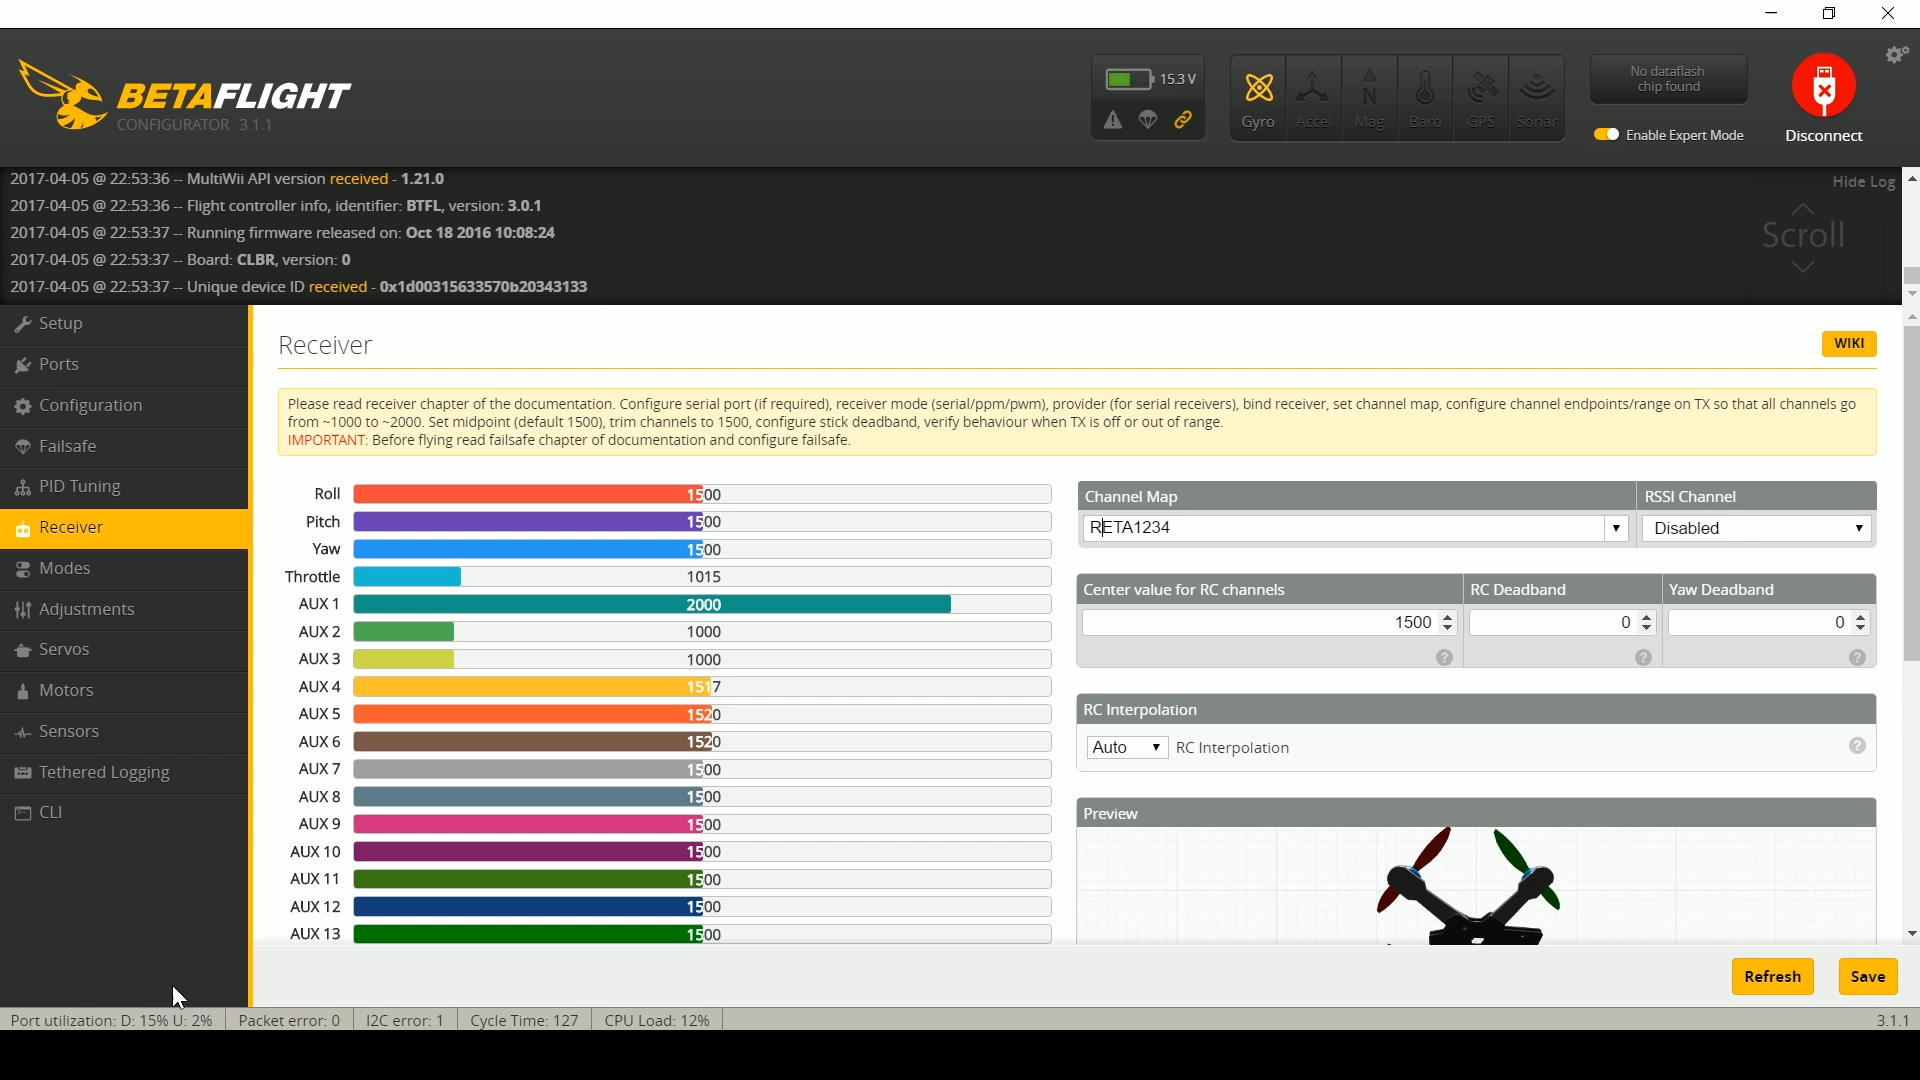 BETAFLIGHT
CONFIGURATOR 3.1.1
15.3 V
Gyro
Accel
Mag
Baro
GPS
Sonar
No dataflash
chip found
Enable Expert Mode
Disconnect
2017-04-05 @ 22:53:36 -- MultiWii API version received - 1.21.0
2017-04-05 @ 22:53:36 -- Flight controller info, identifier: BTFL, version: 3.0.1
2017-04-05 @ 22:53:37 -- Running firmware released on: Oct 18 2016 10:08:24
2017-04-05 @ 22:53:37 -- Board: CLBR, version: 0
2017-04-05 @ 22:53:37 -- Unique device ID received - 0x1d00315633570b20343133
Hide Log
Scroll
Setup
Ports
Configuration
Failsafe
PID Tuning
Receiver
Modes
Adjustments
Servos
Motors
Sensors
Tethered Logging
CLI
Receiver
WIKI
Please read receiver chapter of the documentation. Configure serial port (if required), receiver mode (serial/ppm/pwm), provider (for serial receivers), bind receiver, set channel map, configure channel endpoints/range on TX so that all channels go
from ~1000 to ~2000. Set midpoint (default 1500), trim channels to 1500, configure stick deadband, verify behaviour when TX is off or out of range.
IMPORTANT: Before flying read failsafe chapter of documentation and configure failsafe.
Roll 1500
Pitch 1500
Yaw 1500
Throttle 1015
AUX 1 2000
AUX 2 1000
AUX 3 1000
AUX 4 1517
AUX 5 1520
AUX 6 1520
AUX 7 1500
AUX 8 1500
AUX 9 1500
AUX 10 1500
AUX 11 1500
AUX 12 1500
AUX 13 1500
Channel Map
RETA1234
RSSI Channel
Disabled
Center value for RC channels
1500
RC Deadband
0
Yaw Deadband
0
RC Interpolation
Auto RC Interpolation
Preview
Refresh
Save
Port utilization: D: 15% U: 2%
Packet error: 0
I2C error: 1
Cycle Time: 127
CPU Load: 12%
3.1.1